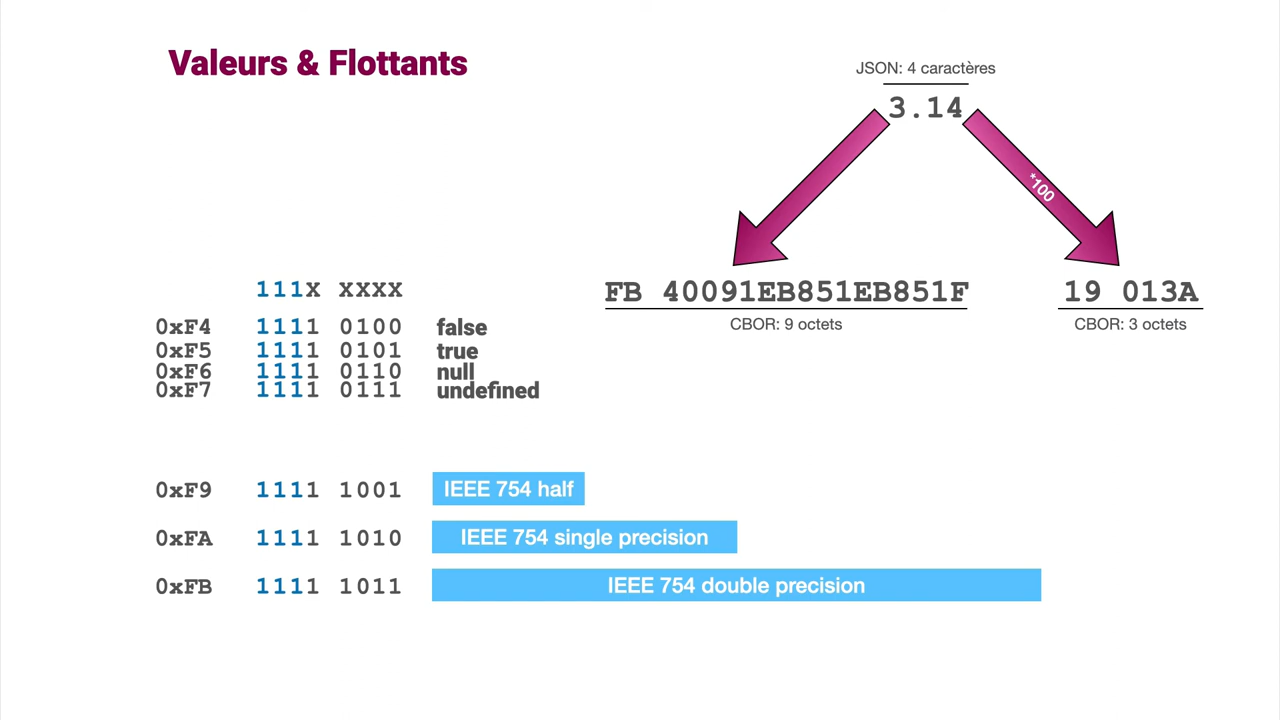 Valeurs & Flottants
JSON: 4 caractères
3.14
*100
FB 40091EB851EB851F
CBOR: 9 octets
19 013A
CBOR: 3 octets
111X XXXX
0xF4 1111 0100 false
0xF5 1111 0101 true
0xF6 1111 0110 null
0xF7 1111 0111 undefined
0xF9 1111 1001 IEEE 754 half
0xFA 1111 1010 IEEE 754 single precision
0xFB 1111 1011 IEEE 754 double precision